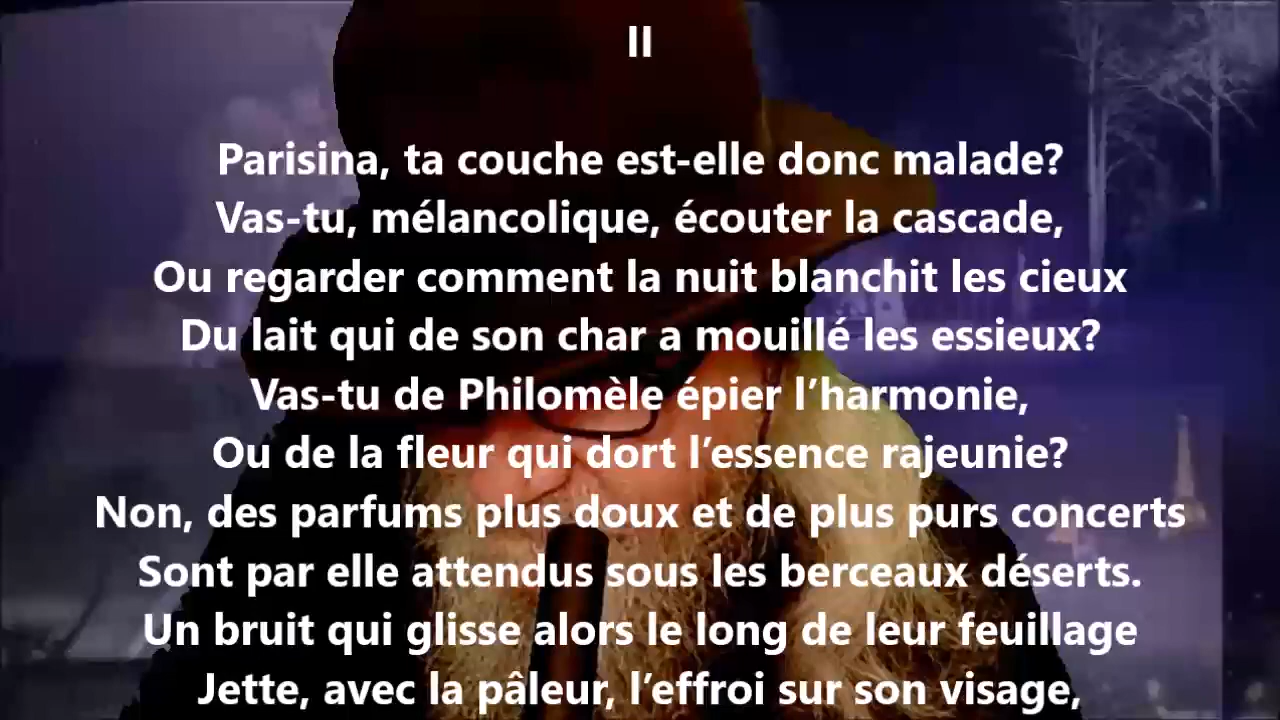 II
Parisina, ta couche est-elle donc malade?
Vas-tu, mélancolique, écouter la cascade,
Ou regarder comment la nuit blanchit les cieux
Du lait qui de son char a mouillé les essieux?
Vas-tu de Philomèle épier l’harmonie,
Ou de la fleur qui dort l’essence rajeunie?
Non, des parfums plus doux et de plus purs concerts
Sont par elle attendus sous les berceaux déserts.
Un bruit qui glisse alors le long de leur feuillage
Jette, avec la pâleur, l’effroi sur son visage,